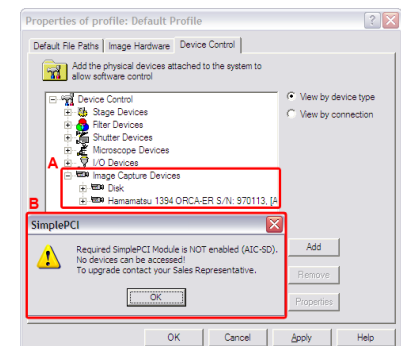 Properties of profile: Default Profile
Default File Paths
Image Hardware
Device Control
Add the physical devices attached to the system to
allow software control
Device Control
Stage Devices
Filter Devices
Shutter Devices
Microscope Devices
I/O Devices
Image Capture Devices
Disk
Hamamatsu 1394 ORCA-ER S/N: 970113, [A
View by device type
View by connection
A
B
SimplePCI
Required SimplePCI Module is NOT enabled (AIC-SD).
No devices can be accessed!
To upgrade contact your Sales Representative.
OK
Add
Remove
Properties
OK
Cancel
Apply
Help